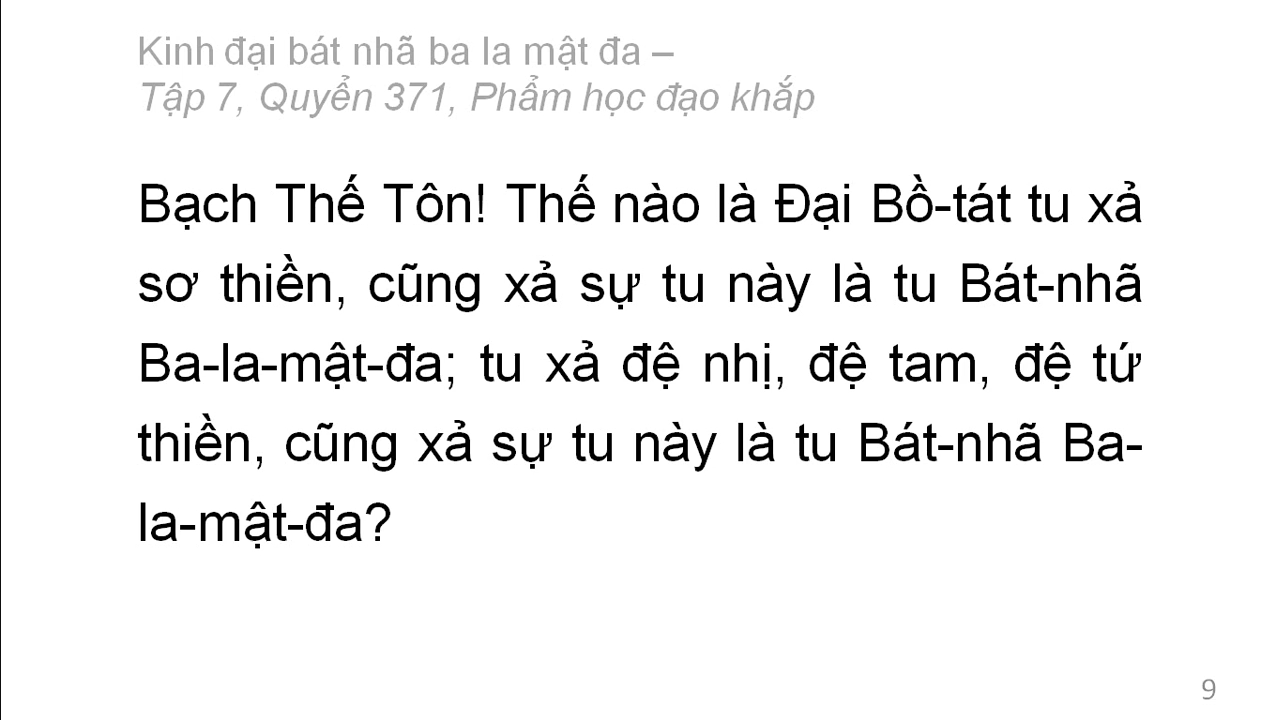 Kinh đại bát nhã ba la mật đa –
Tập 7, Quyển 371, Phẩm học đạo khắp
Bạch Thế Tôn! Thế nào là Đại Bồ-tát tu xả
sơ thiền, cũng xả sự tu này là tu Bát-nhã
Ba-la-mật-đa; tu xả đệ nhị, đệ tam, đệ tứ
thiền, cũng xả sự tu này là tu Bát-nhã Ba-
la-mật-đa?
9